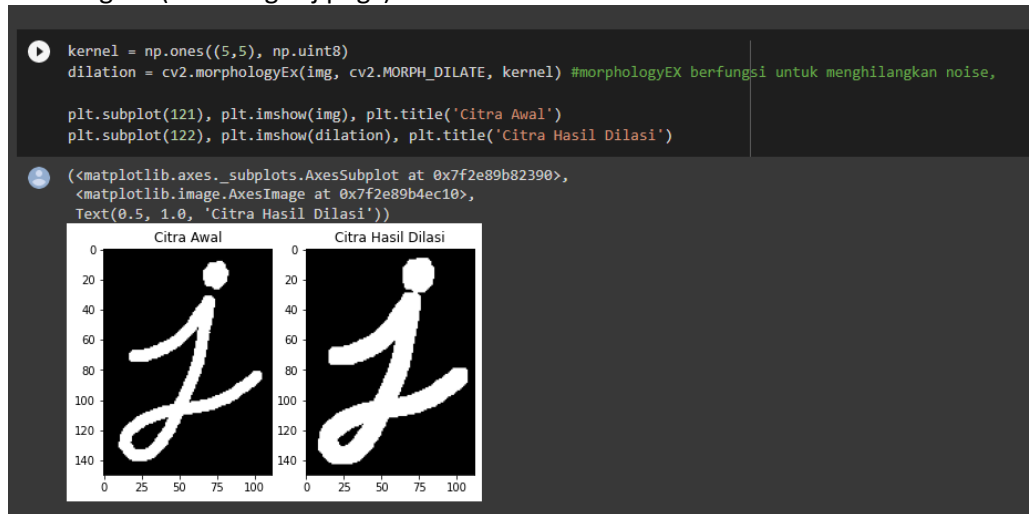 kernel = np.ones((5,5), np.uint8)
dilation = cv2.morphologyEx(img, cv2.MORPH_DILATE, kernel) #morphologyEX berfungsi untuk menghilangkan noise,
plt.subplot(121), plt.imshow(img), plt.title('Citra Awal')
plt.subplot(122), plt.imshow(dilation), plt.title('Citra Hasil Dilasi')
(<matplotlib.axes._subplots.AxesSubplot at 0x7f2e89b82390>,
<matplotlib.image.AxesImage at 0x7f2e89b4ec10>,
Text(0.5, 1.0, 'Citra Hasil Dilasi'))
Citra Awal Citra Hasil Dilasi
0 0
20 20
40 40
60 60
80 80
100 100
120 120
140 140
0 25 50 75 100 0 25 50 75 100